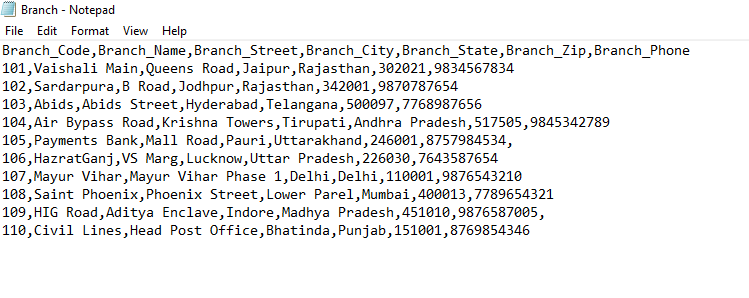 Branch - Notepad
File Edit Format View Help
Branch_Code,Branch_Name,Branch_Street,Branch_City,Branch_State,Branch_Zip,Branch_Phone
101,Vaishali Main,Queens Road,Jaipur,Rajasthan,302021,9834567834
102,Sardarpura,B Road,Jodhpur,Rajasthan,342001,9870787654
103,Abids,Abids Street,Hyderabad,Telangana,500097,7768987656
104,Air Bypass Road,Krishna Towers,Tirupati,Andhra Pradesh,517505,9845342789
105,Payments Bank,Mall Road,Pauri,Uttarakhand,246001,8757984534,
106,HazratGanj,VS Marg,Lucknow,Uttar Pradesh,226030,7643587654
107,Mayur Vihar,Mayur Vihar Phase 1,Delhi,Delhi,110001,9876543210
108,Saint Phoenix,Phoenix Street,Lower Parel,Mumbai,400013,7789654321
109,HIG Road,Aditya Enclave,Indore,Madhya Pradesh,451010,9876587005,
110,Civil Lines,Head Post Office,Bhatinda,Punjab,151001,8769854346